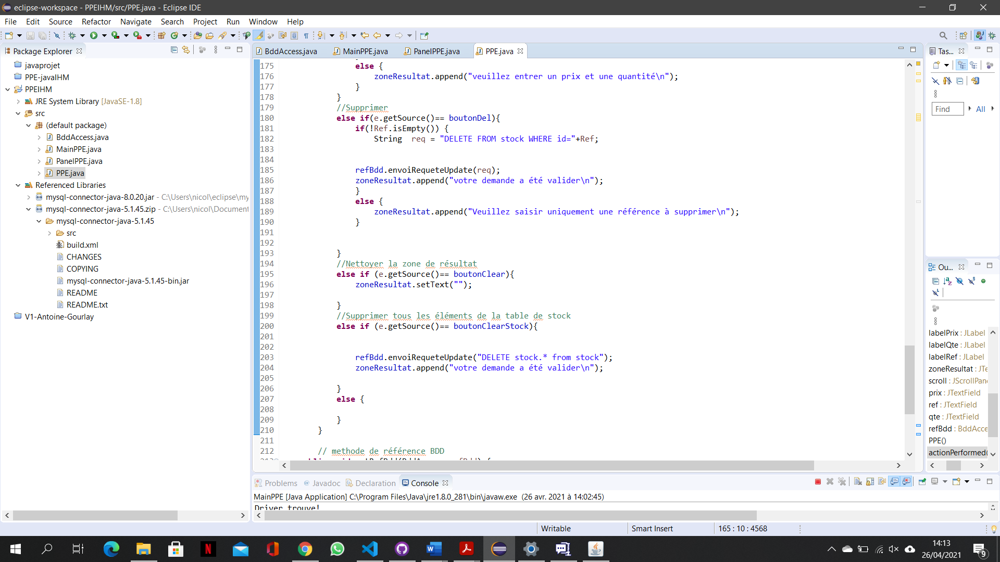 eclipse-workspace - PPEIHM/src/PPE.java - Eclipse IDE
File Edit Source Refactor Navigate Search Project Run Window Help
Package Explorer
javaprojet
PPE-javaIHM
PPEIHM
JRE System Library [JavaSE-1.8]
src
(default package)
BddAccess.java
MainPPE.java
PanelPPE.java
PPE.java
Referenced Libraries
mysql-connector-java-8.0.20.jar - C:\Users\nicol\eclipse\my
mysql-connector-java-5.1.45.zip - C:\Users\nicol\Document
mysql-connector-java-5.1.45
src
build.xml
CHANGES
COPYING
mysql-connector-java-5.1.45-bin.jar
README
README.txt
V1-Antoine-Gourlay
BddAccess.java MainPPE.java PanelPPE.java PPE.java
175 else {
176 zoneResultat.append("veuillez entrer un prix et une quantité\n");
177 }
178 }
179 //Supprimer
180 else if(e.getSource()== boutonDel){
181 if(!Ref.isEmpty()) {
182 String  req = "DELETE FROM stock WHERE id="+Ref;
183
184
185 refBdd.envoiRequeteUpdate(req);
186 zoneResultat.append("votre demande a été valider\n");
187 }
188 else {
189 zoneResultat.append("Veuillez saisir uniquement une référence à supprimer\n");
190 }
191
192
193 }
194 //Nettoyer la zone de résultat
195 else if (e.getSource()== boutonClear){
196 zoneResultat.setText("");
197
198 }
199 //Supprimer tous les éléments de la table de stock
200 else if (e.getSource()== boutonClearStock){
201
202
203 refBdd.envoiRequeteUpdate("DELETE stock.* from stock");
204 zoneResultat.append("votre demande a été valider\n");
205
206 }
207 else {
208
209 }
210 }
211
212 // methode de référence BDD
Tas...
Find All
Ou...
labelPrix : JLabel
labelQte : JLabel
labelRef : JLabel
zoneResultat : JTe
scroll : JScrollPan
prix : JTextField
ref : JTextField
qte : JTextField
refBdd : BddAcce
PPE()
actionPerformed(
Problems @ Javadoc Declaration Console
MainPPE [Java Application] C:\Program Files\Java\jre1.8.0_281\bin\javaw.exe (26 avr. 2021 à 14:02:45)
Driver trouve!
Writable Smart Insert 165 : 10 : 4568
14:13
26/04/2021
9